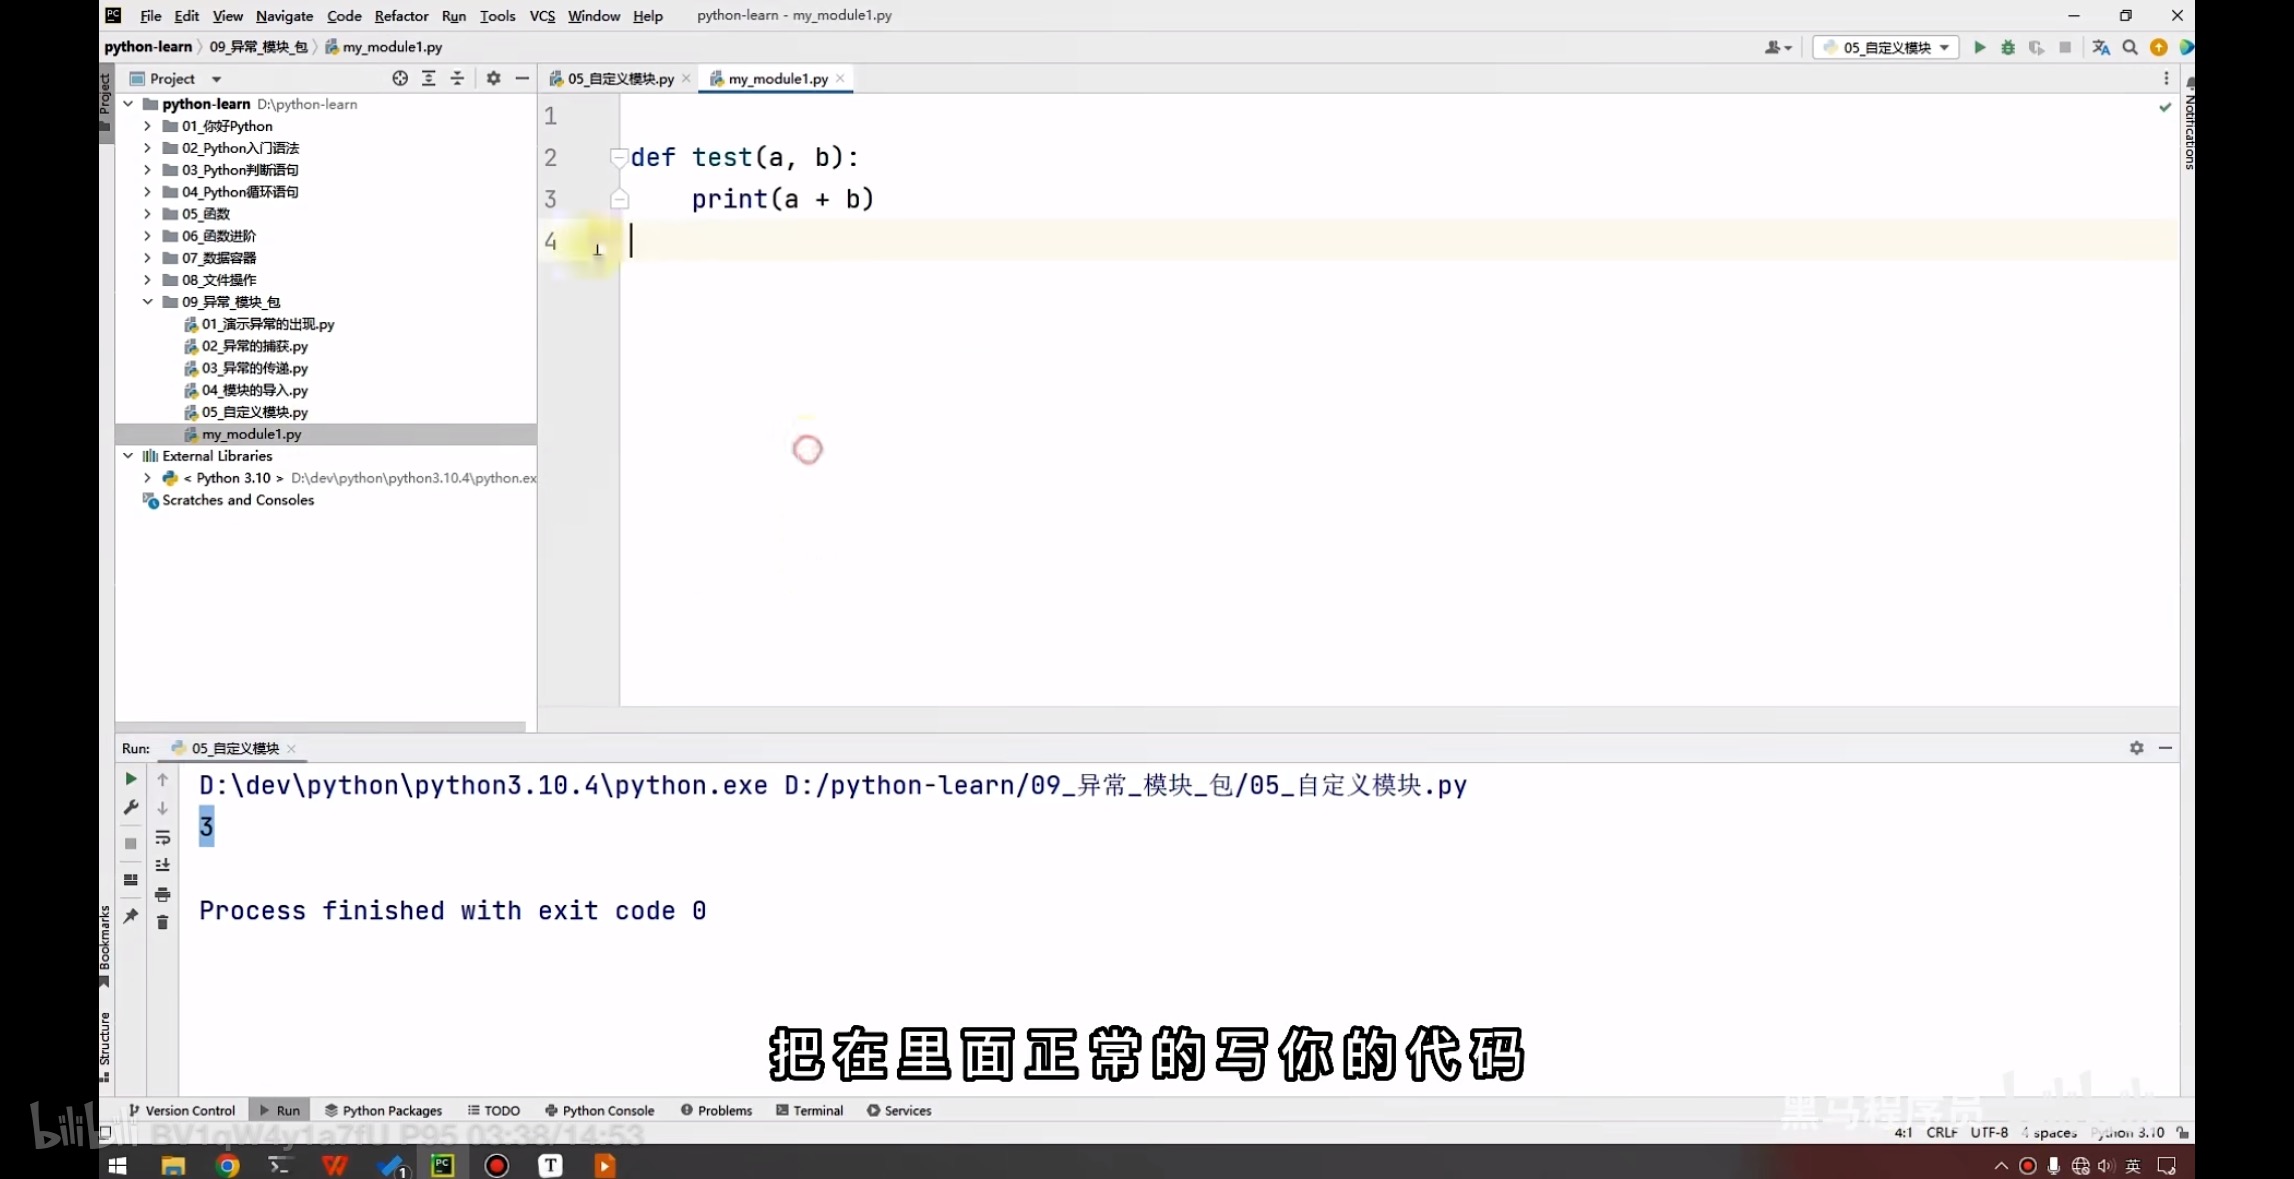 File Edit View Navigate Code Refactor Run Tools VCS Window Help python-learn - my_module1.py
python-learn 09_异常_模块_包 my_module1.py 05_自定义模块
Project
Project
05_自定义模块.py
my_module1.py
python-learn D:\python-learn
01_你好Python
02_Python入门语法
03_Python判断语句
04_Python循环语句
05_函数
06_函数进阶
07_数据容器
08_文件操作
09_异常_模块_包
01_演示异常的出现.py
02_异常的捕获.py
03_异常的传递.py
04_模块的导入.py
05_自定义模块.py
my_module1.py
External Libraries
< Python 3.10 > D:\dev\python\python3.10.4\python.ex
Scratches and Consoles
1
2 def test(a, b):
3 print(a + b)
4
Notifications
Run: 05_自定义模块
D:\dev\python\python3.10.4\python.exe D:/python-learn/09_异常_模块_包/05_自定义模块.py
3
Process finished with exit code 0
Bookmarks
Structure
把在里面正常的写你的代码
Version Control Run Python Packages TODO Python Console Problems Terminal Services
黑马程序员
bilibili BV1qW4y1a7fU P95 03:38/14:53
4:1 CRLF UTF-8 4 spaces Python 3.10
英